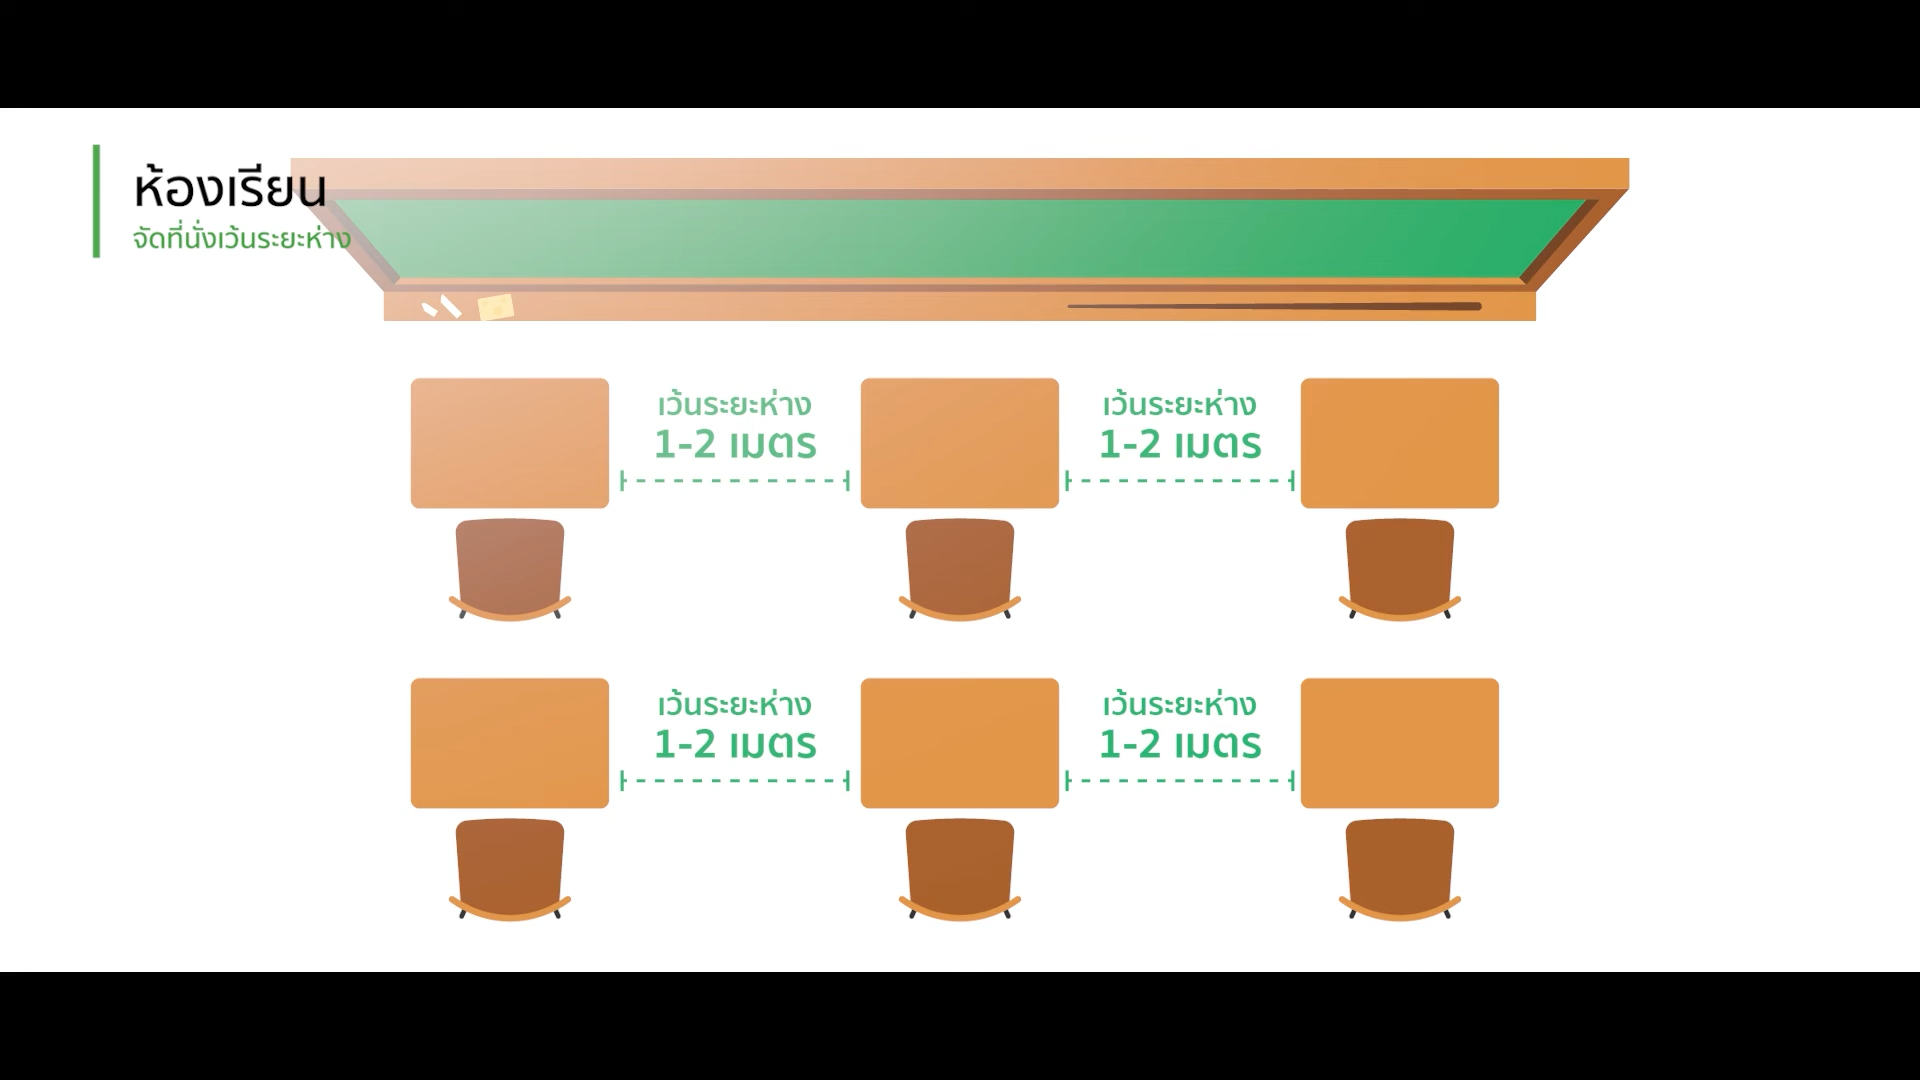 ห้องเรียน
จัดที่นั่งเว้นระยะห่าง
เว้นระยะห่าง
1-2 เมตร
เว้นระยะห่าง
1-2 เมตร
เว้นระยะห่าง
1-2 เมตร
เว้นระยะห่าง
1-2 เมตร